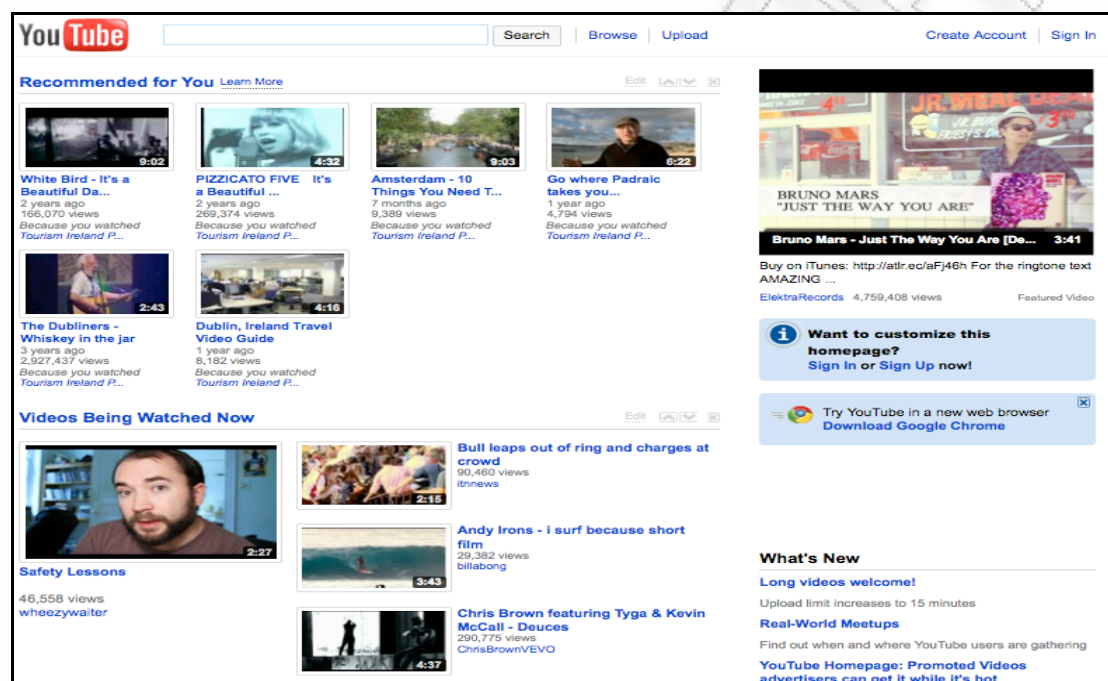 You Tube
Search
Browse
Upload
Create Account
Sign In
Recommended for You Learn More
Edit
9:02
White Bird - It's a
Beautiful Da...
2 years ago
166,070 views
Because you watched
Tourism Ireland P...
4:32
PIZZICATO FIVE It's
a Beautiful ...
2 years ago
269,374 views
Because you watched
Tourism Ireland P...
9:03
Amsterdam - 10
Things You Need T...
7 months ago
9,389 views
Because you watched
Tourism Ireland P...
6:22
Go where Padraic
takes you...
1 year ago
4,794 views
Because you watched
Tourism Ireland P...
2:43
The Dubliners -
Whiskey in the jar
3 years ago
2,927,437 views
Because you watched
Tourism Ireland P...
4:16
Dublin, Ireland Travel
Video Guide
1 year ago
8,182 views
Because you watched
Tourism Ireland P...
Videos Being Watched Now
Edit
2:27
Safety Lessons
46,558 views
wheezywaiter
2:15
Bull leaps out of ring and charges at
crowd
90,460 views
itnnews
3:43
Andy Irons - i surf because short
film
29,382 views
billabong
4:37
Chris Brown featuring Tyga & Kevin
McCall - Deuces
290,775 views
ChrisBrownVEVO
BRUNO MARS
"JUST THE WAY YOU ARE"
Bruno Mars - Just The Way You Are [De... 3:41
Buy on iTunes: http://atlr.ec/aFj46h For the ringtone text
AMAZING ...
ElektraRecords 4,759,408 views
Featured Video
Want to customize this
homepage?
Sign In or Sign Up now!
Try YouTube in a new web browser
Download Google Chrome
What's New
Long videos welcome!
Upload limit increases to 15 minutes
Real-World Meetups
Find out when and where YouTube users are gathering
YouTube Homepage: Promoted Videos
advertisers can get it while it's hot